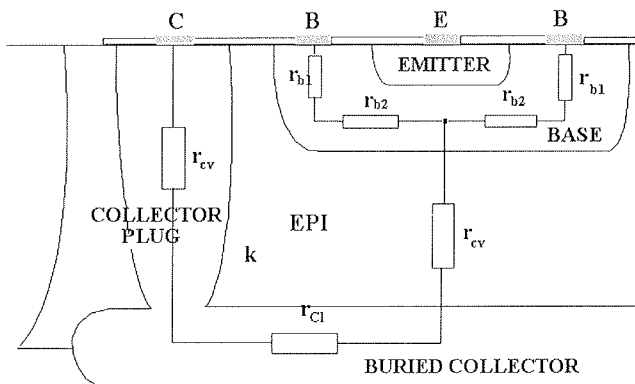 C B E B
EMITTER
r_b1 r_b1
r_b2 r_b2
BASE
r_cv
COLLECTOR
PLUG
EPI
r_cv
k
r_Cl
BURIED COLLECTOR